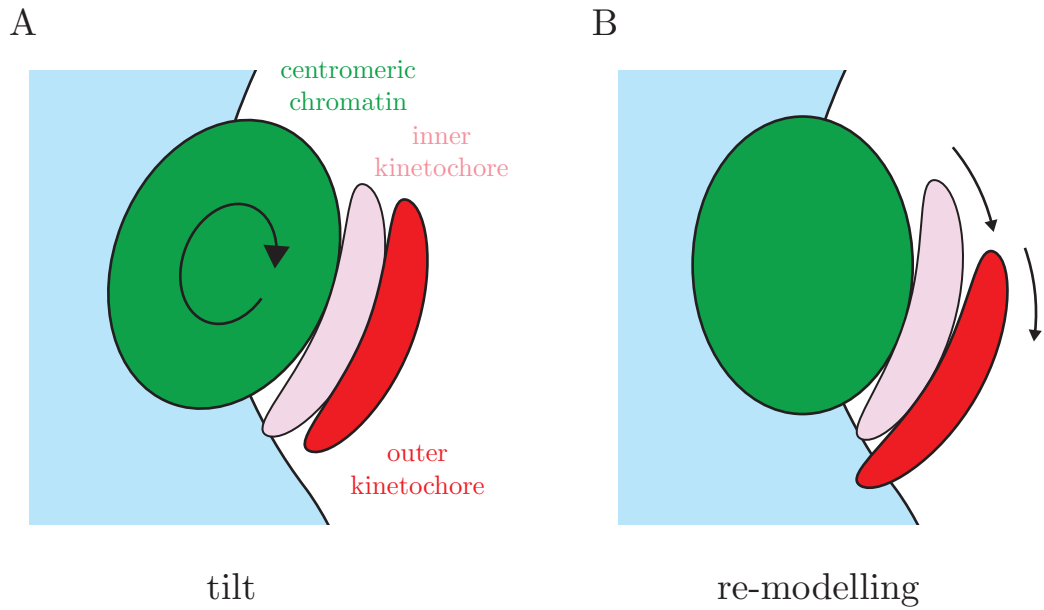 A
B
centromeric
chromatin
inner
kinetochore
outer
kinetochore
tilt
re-modelling